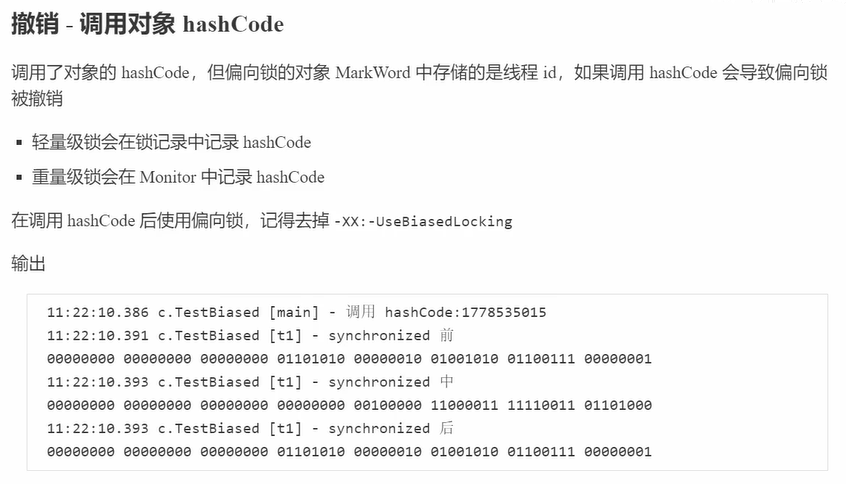 撤销 - 调用对象 hashCode
调用了对象的 hashCode，但偏向锁的对象 MarkWord 中存储的是线程 id，如果调用 hashCode 会导致偏向锁
被撤销
▪ 轻量级锁会在锁记录中记录 hashCode
▪ 重量级锁会在 Monitor 中记录 hashCode
在调用 hashCode 后使用偏向锁，记得去掉 -XX:-UseBiasedLocking
输出
11:22:10.386 c.TestBiased [main] - 调用 hashCode:1778535015
11:22:10.391 c.TestBiased [t1] - synchronized 前
00000000 00000000 00000000 01101010 00000010 01001010 01100111 00000001
11:22:10.393 c.TestBiased [t1] - synchronized 中
00000000 00000000 00000000 00000000 00100000 11000011 11110011 01101000
11:22:10.393 c.TestBiased [t1] - synchronized 后
00000000 00000000 00000000 01101010 00000010 01001010 01100111 00000001